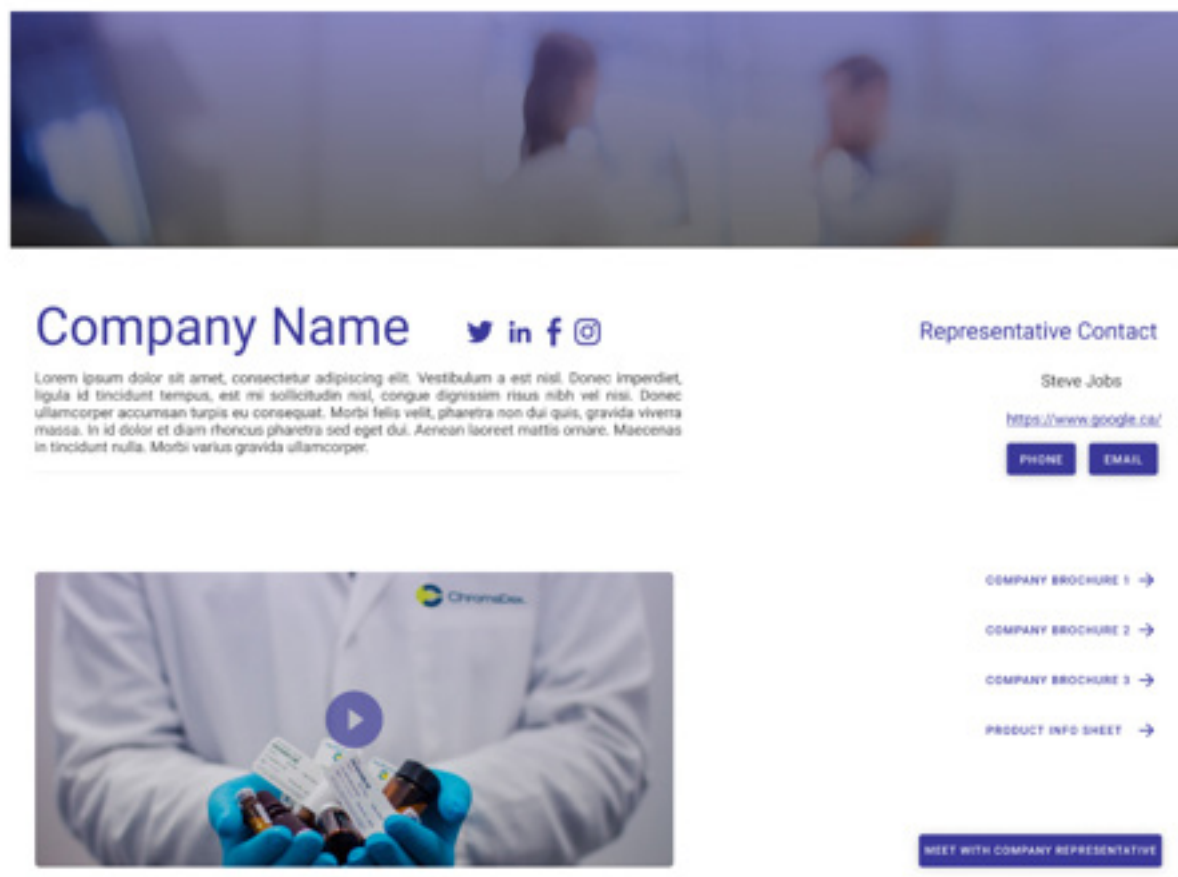 Company Name
Representative Contact
Lorem ipsum dolor sit amet, consectetur adipiscing elit. Vestibulum a est nisl. Donec imperdiet,
ligula id tincidunt tempus, est mi sollicitudin nisl, congue dignissim risus nibh vel nisi. Donec
ullamcorper accumsan turpis eu consequat. Morbi felis velit, pharetra non dui quis, gravida viverra
massa. In id dolor et diam rhoncus pharetra sed eget dui. Aenean laoreet mattis ornare. Maecenas
in tincidunt nulla. Morbi varius gravida ullamcorper.
Steve Jobs
https://www.google.ca/
PHONE
EMAIL
ChromaDex
COMPANY BROCHURE 1
COMPANY BROCHURE 2
COMPANY BROCHURE 3
PRODUCT INFO SHEET
MEET WITH COMPANY REPRESENTATIVE